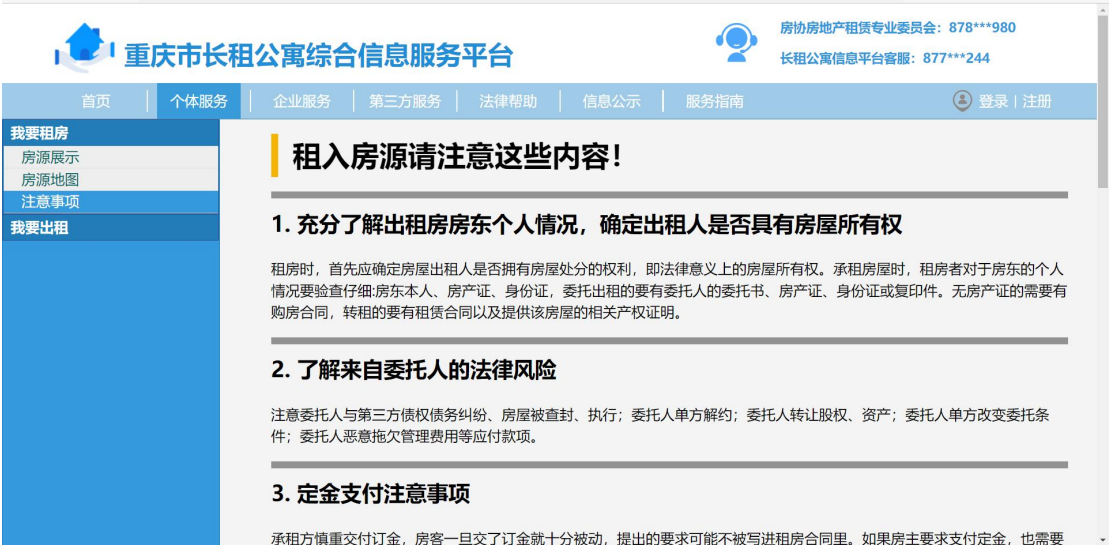 重庆市长租公寓综合信息服务平台
房协房地产租赁专业委员会：878***980
长租公寓信息平台客服：877***244
首页 个体服务 企业服务 第三方服务 法律帮助 信息公示 服务指南 登录 | 注册
我要租房
房源展示
房源地图
注意事项
我要出租
租入房源请注意这些内容！
1. 充分了解出租房房东个人情况，确定出租人是否具有房屋所有权
租房时，首先应确定房屋出租人是否拥有房屋处分的权利，即法律意义上的房屋所有权。承租房屋时，租房者对于房东的个人
情况要验查仔细:房东本人、房产证、身份证，委托出租的要有委托人的委托书、房产证、身份证或复印件。无房产证的需要有
购房合同，转租的要有租赁合同以及提供该房屋的相关产权证明。
2. 了解来自委托人的法律风险
注意委托人与第三方债权债务纠纷、房屋被查封、执行；委托人单方解约；委托人转让股权、资产；委托人单方改变委托条
件；委托人恶意拖欠管理费用等应付款项。
3. 定金支付注意事项
承租方慎重交付订金，房客一旦交了订金就十分被动，提出的要求可能不被写进租房合同里。如果房主要求支付定金，也需要